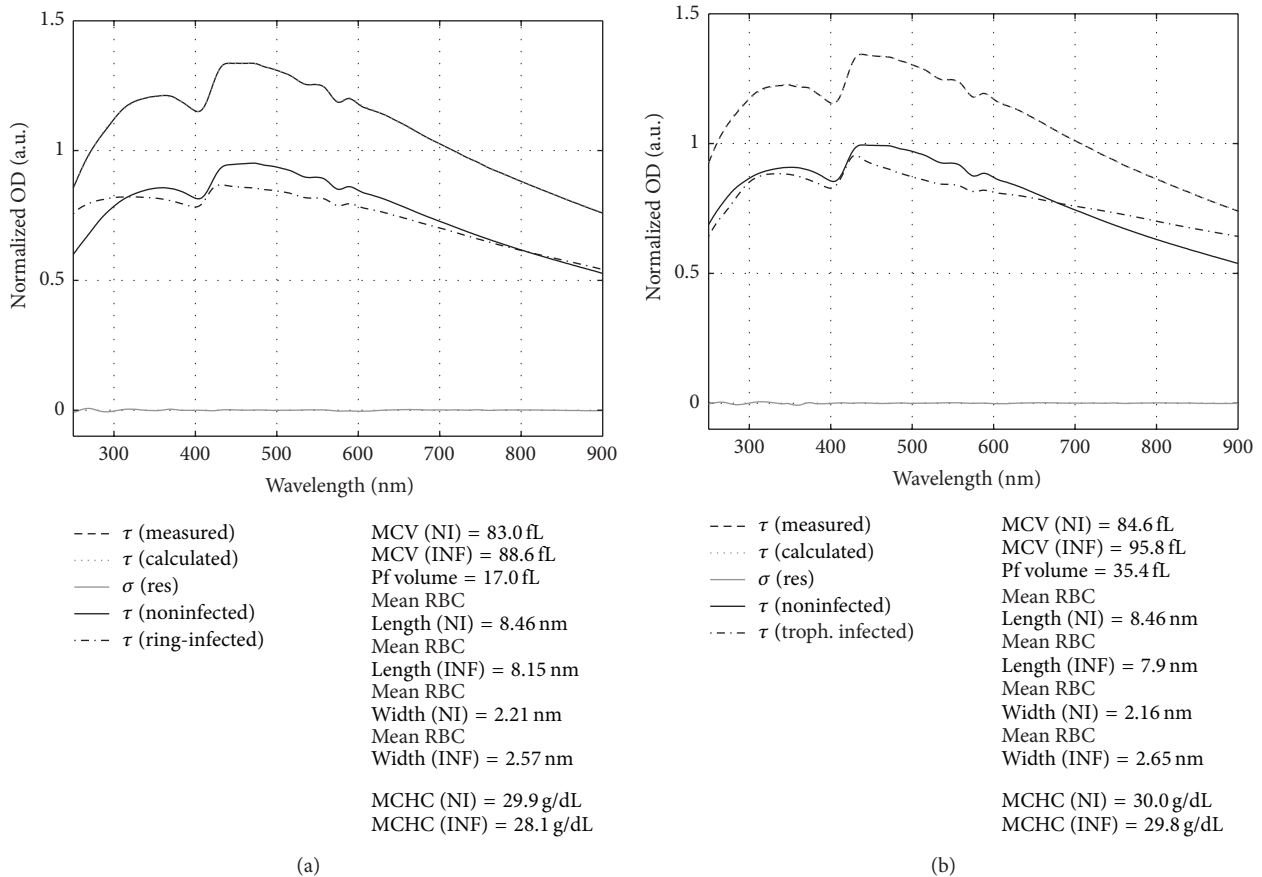 1.5
1
0.5
0
Normalized OD (a.u.)
300 400 500 600 700 800 900
Wavelength (nm)
τ (measured)
τ (calculated)
σ (res)
τ (noninfected)
τ (ring-infected)
MCV (NI) = 83.0 fL
MCV (INF) = 88.6 fL
Pf volume = 17.0 fL
Mean RBC
Length (NI) = 8.46 nm
Mean RBC
Length (INF) = 8.15 nm
Mean RBC
Width (NI) = 2.21 nm
Mean RBC
Width (INF) = 2.57 nm
MCHC (NI) = 29.9 g/dL
MCHC (INF) = 28.1 g/dL
(a)
1.5
1
0.5
0
Normalized OD (a.u.)
300 400 500 600 700 800 900
Wavelength (nm)
τ (measured)
τ (calculated)
σ (res)
τ (noninfected)
τ (troph. infected)
MCV (NI) = 84.6 fL
MCV (INF) = 95.8 fL
Pf volume = 35.4 fL
Mean RBC
Length (NI) = 8.46 nm
Mean RBC
Length (INF) = 7.9 nm
Mean RBC
Width (NI) = 2.16 nm
Mean RBC
Width (INF) = 2.65 nm
MCHC (NI) = 30.0 g/dL
MCHC (INF) = 29.8 g/dL
(b)